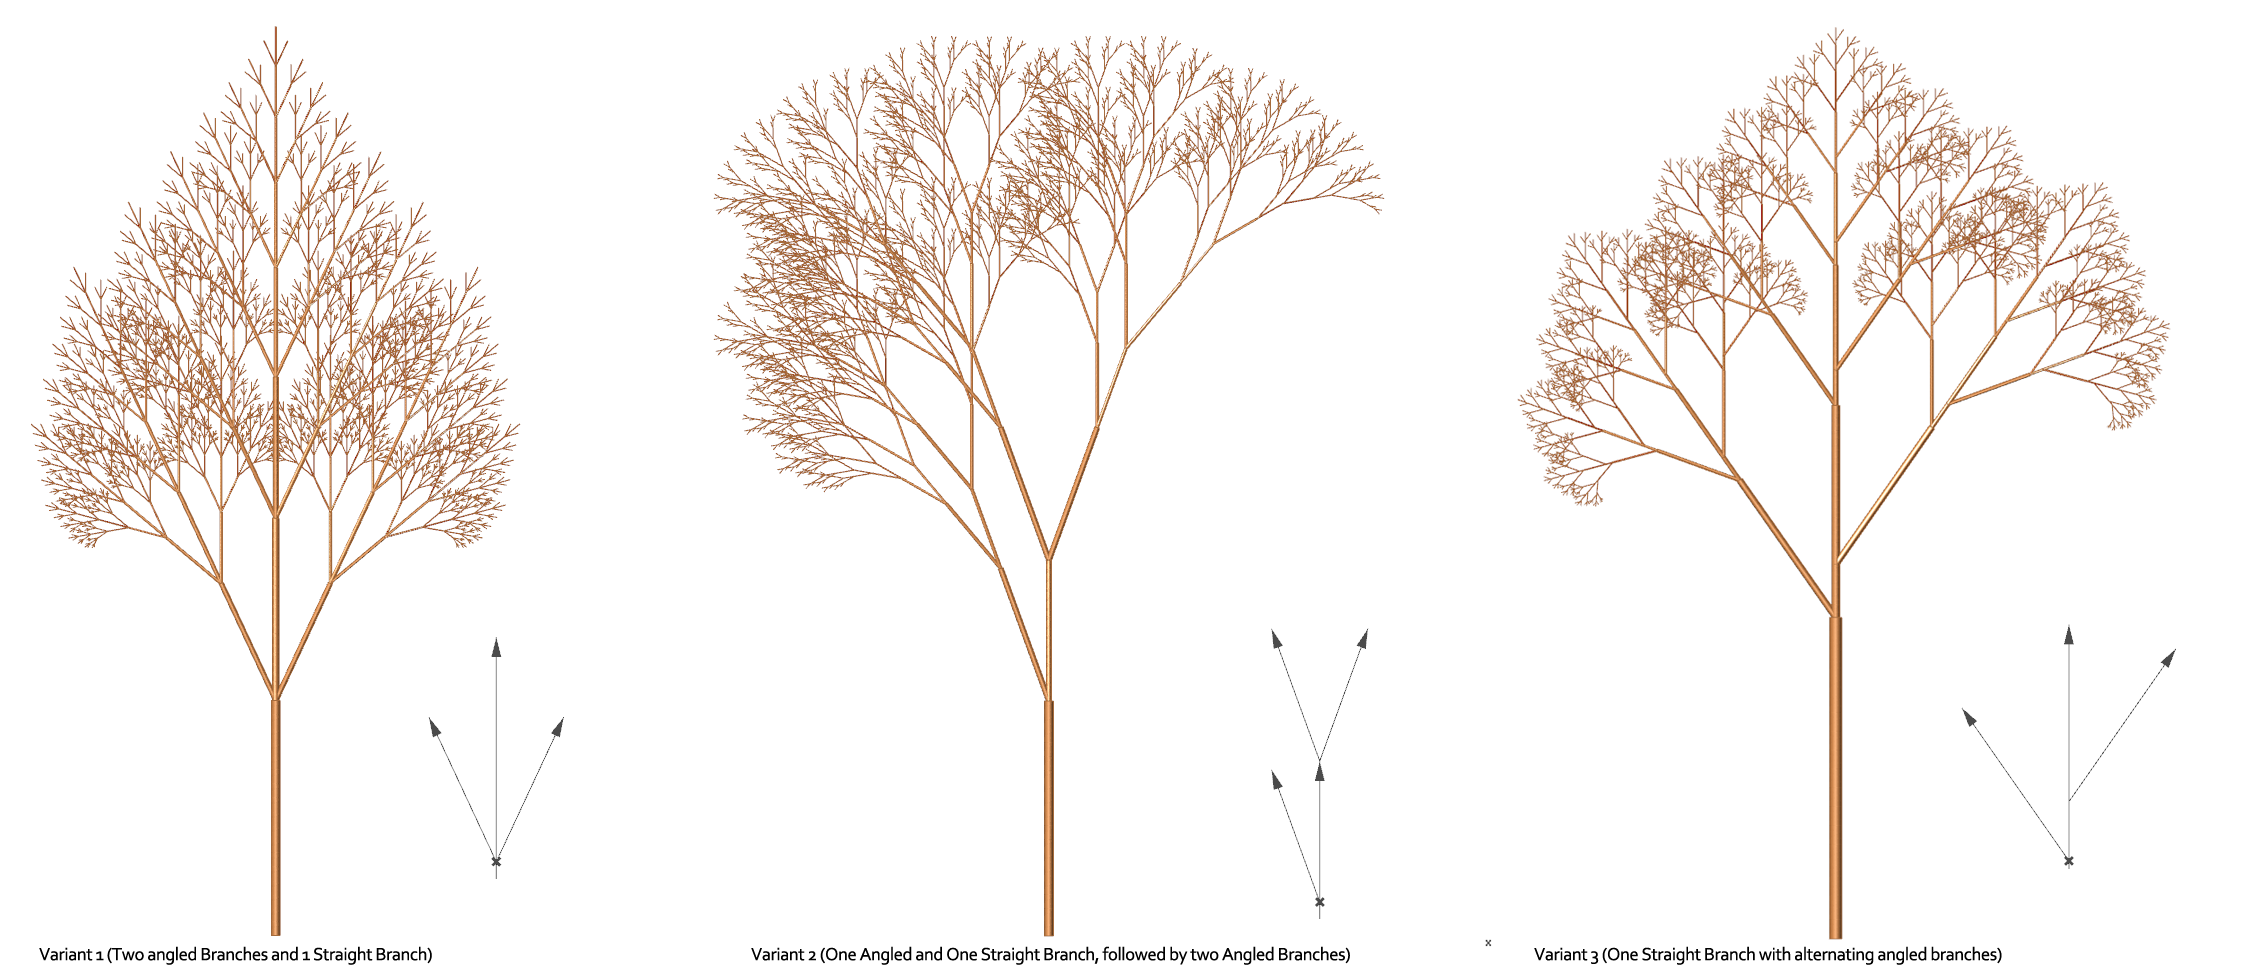 Variant 1 (Two angled Branches and 1 Straight Branch)
Variant 2 (One Angled and One Straight Branch, followed by two Angled Branches)
x
Variant 3 (One Straight Branch with alternating angled branches)